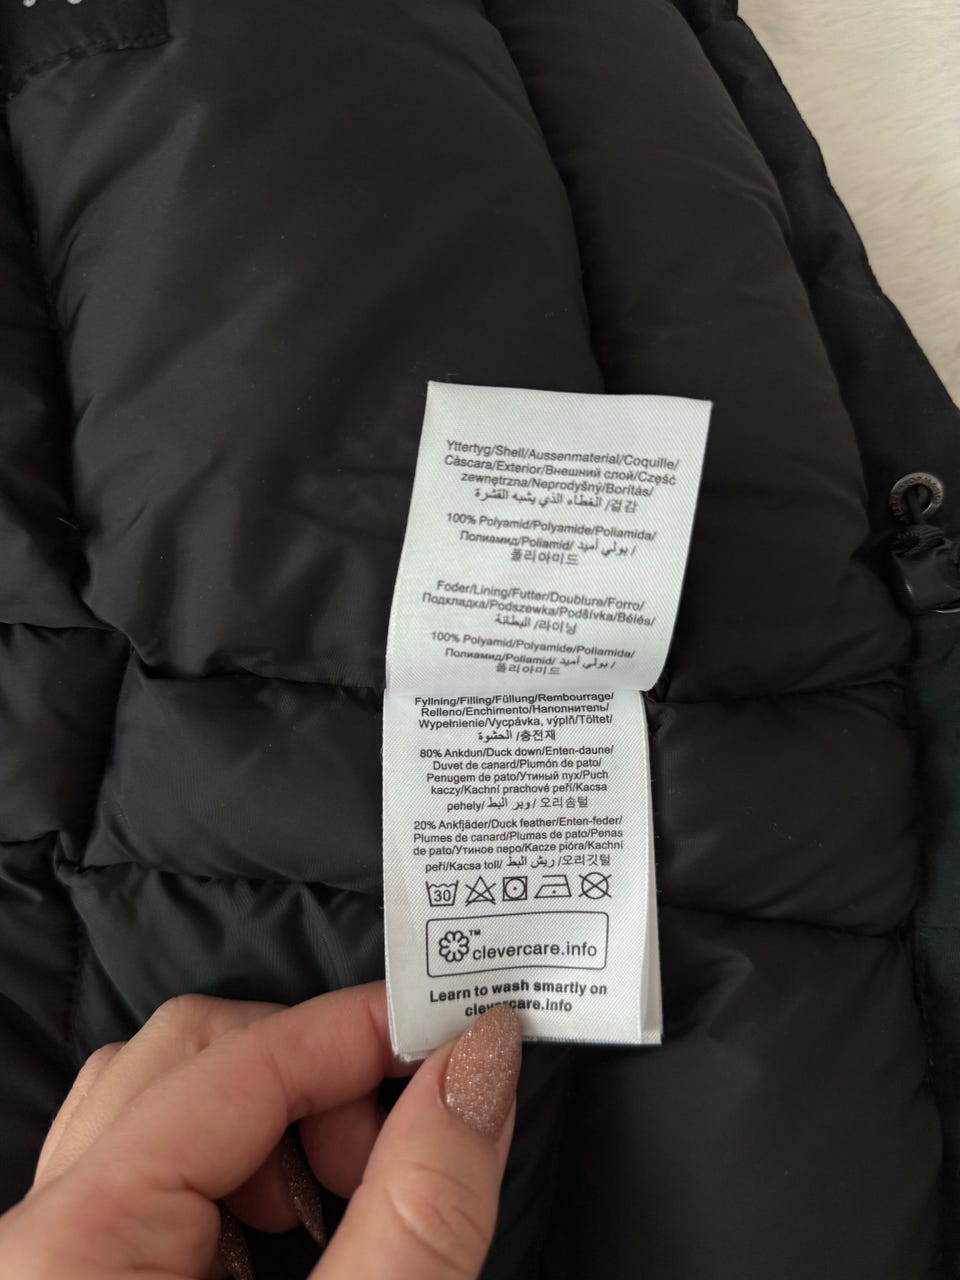 Yttertyg/Shell/Aussenmaterial/Coquille/
Càscara/Exterior/Внешний слой/Część
zewnętrzna/Neprodyšný/Borítás/
الغطاء الذي يشبه القشرة /겉감
100% Polyamid/Polyamide/Poliamida/
Полиамид/Poliamid/ بولي أميد /
폴리아미드
Foder/Lining/Futter/Doublure/Forro/
Подкладка/Podszewka/Podšívka/Bélés/
البطانة /라이닝
100% Polyamid/Polyamide/Poliamida/
Полиамид/Poliamid/ بولي أميد /
폴리아미드
Fyllning/Filling/Füllung/Rembourrage/
Relleno/Enchimento/Наполнитель/
Wypełnienie/Vycpávka, výplň/Töltet/
الحشوة /충전재
80% Ankdun/Duck down/Enten-daune/
Duvet de canard/Plumón de pato/
Penugem de pato/Утиный пух/Puch
kaczy/Kachní prachové peří/Kacsa
pehely/ وبر البط /오리솜털
20% Ankfjäder/Duck feather/Enten-feder/
Plumes de canard/Plumas de pato/Penas
de pato/Утиное перо/Kacze pióra/Kachní
peří/Kacsa toll/ ريش البط /오리깃털
30
™ clevercare.info
Learn to wash smartly on
clevercare.info